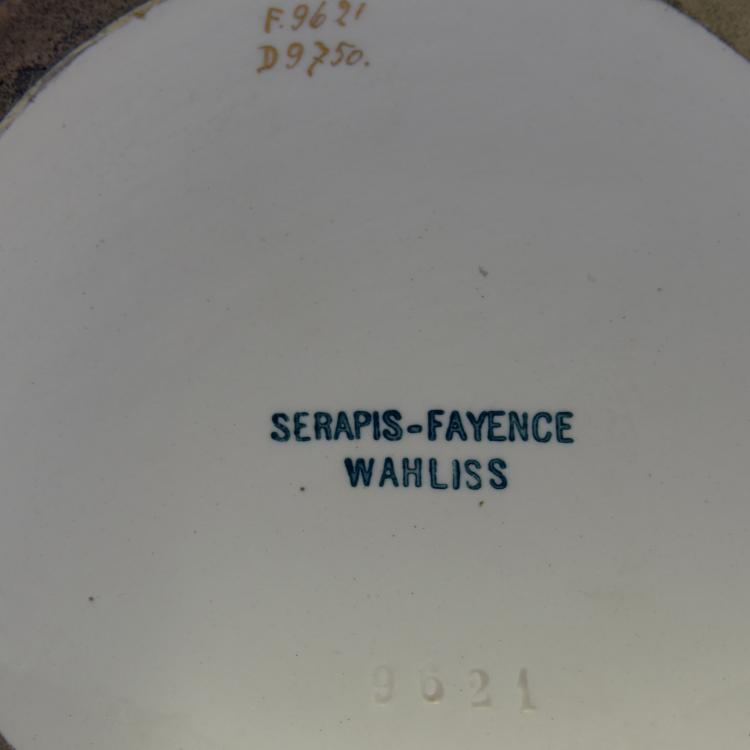 F.9621
D9750.
SERAPIS-FAYENCE
WAHLISS
9621